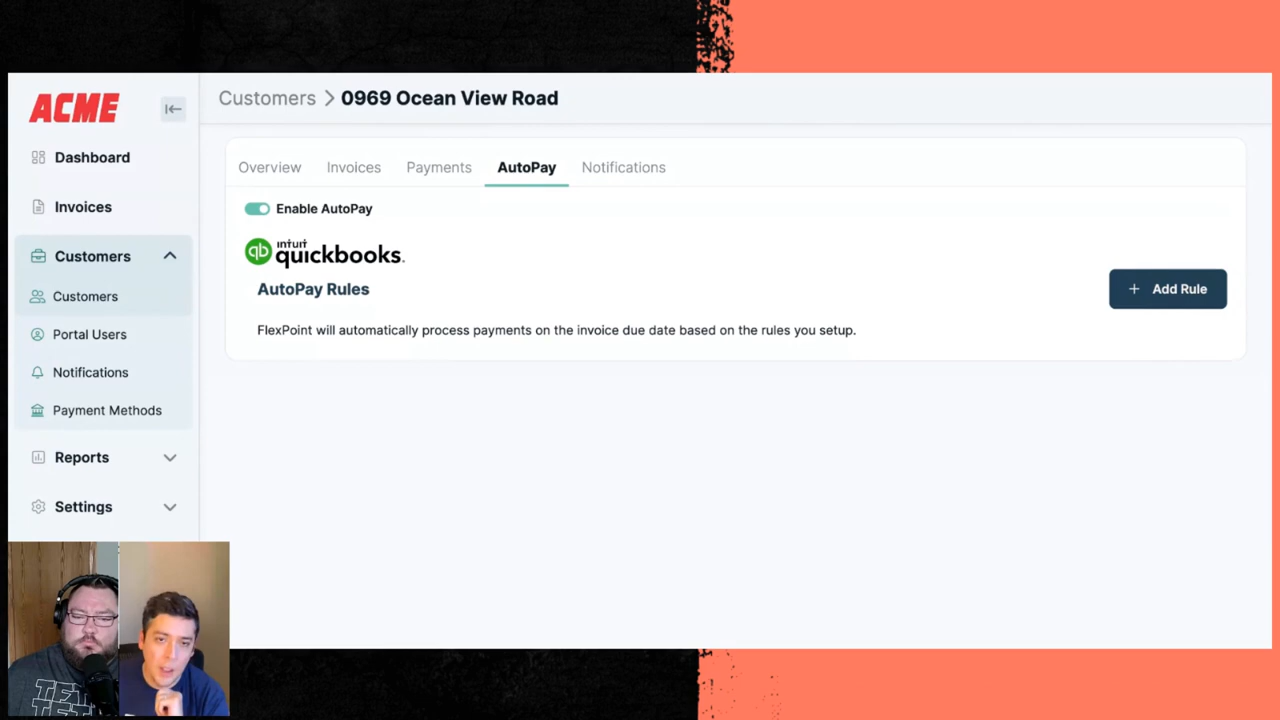 ACME
Dashboard
Invoices
Customers
Customers
Portal Users
Notifications
Payment Methods
Reports
Settings
Customers > 0969 Ocean View Road
Overview Invoices Payments AutoPay Notifications
Enable AutoPay
qb intuit quickbooks.
AutoPay Rules
+ Add Rule
FlexPoint will automatically process payments on the invoice due date based on the rules you setup.